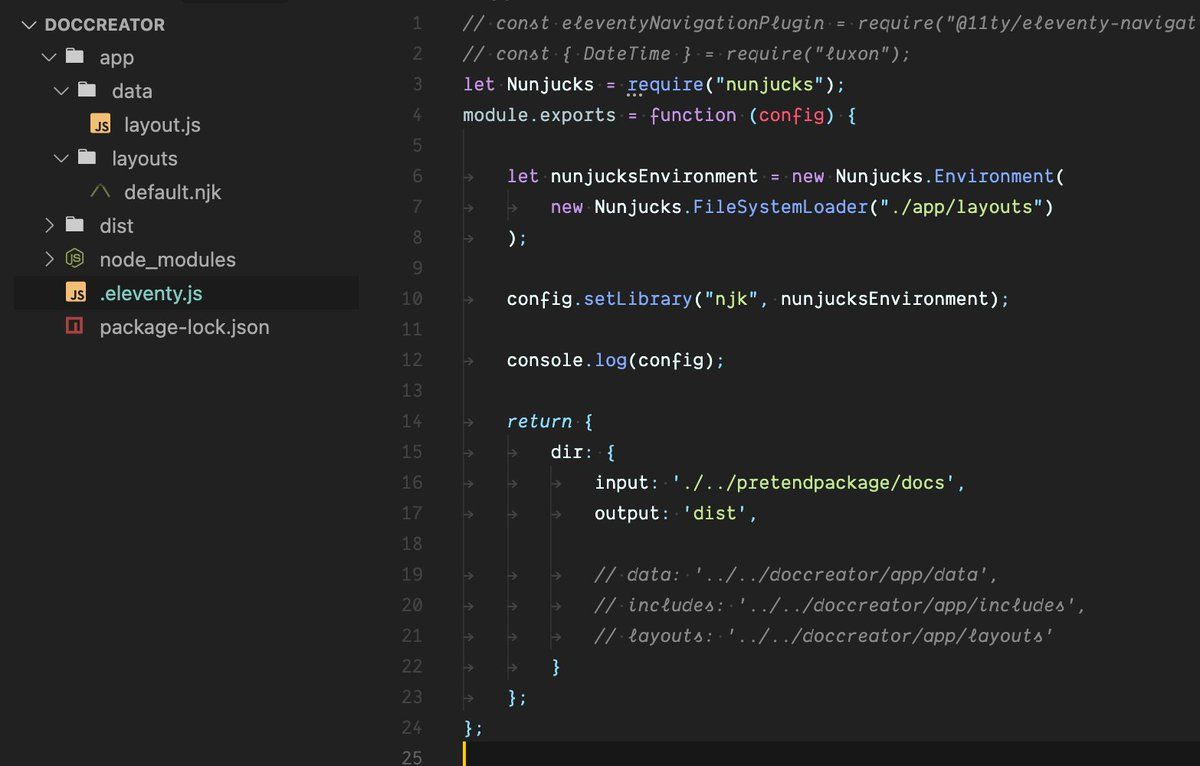 DOCCREATOR
app
data
JS layout.js
layouts
default.njk
dist
JS node_modules
JS .eleventy.js
package-lock.json
1 // const eleventyNavigationPlugin = require("@11ty/eleventy-navigat
2 // const { DateTime } = require("luxon");
3 let Nunjucks = require("nunjucks");
4 module.exports = function (config) {
5
6 let nunjucksEnvironment = new Nunjucks.Environment(
7 new Nunjucks.FileSystemLoader("./app/layouts")
8 );
9
10 config.setLibrary("njk", nunjucksEnvironment);
11
12 console.log(config);
13
14 return {
15 dir: {
16 input: './../pretendpackage/docs',
17 output: 'dist',
18
19 // data: '../../doccreator/app/data',
20 // includes: '../../doccreator/app/includes',
21 // layouts: '../../doccreator/app/layouts'
22 }
23 };
24 };
25